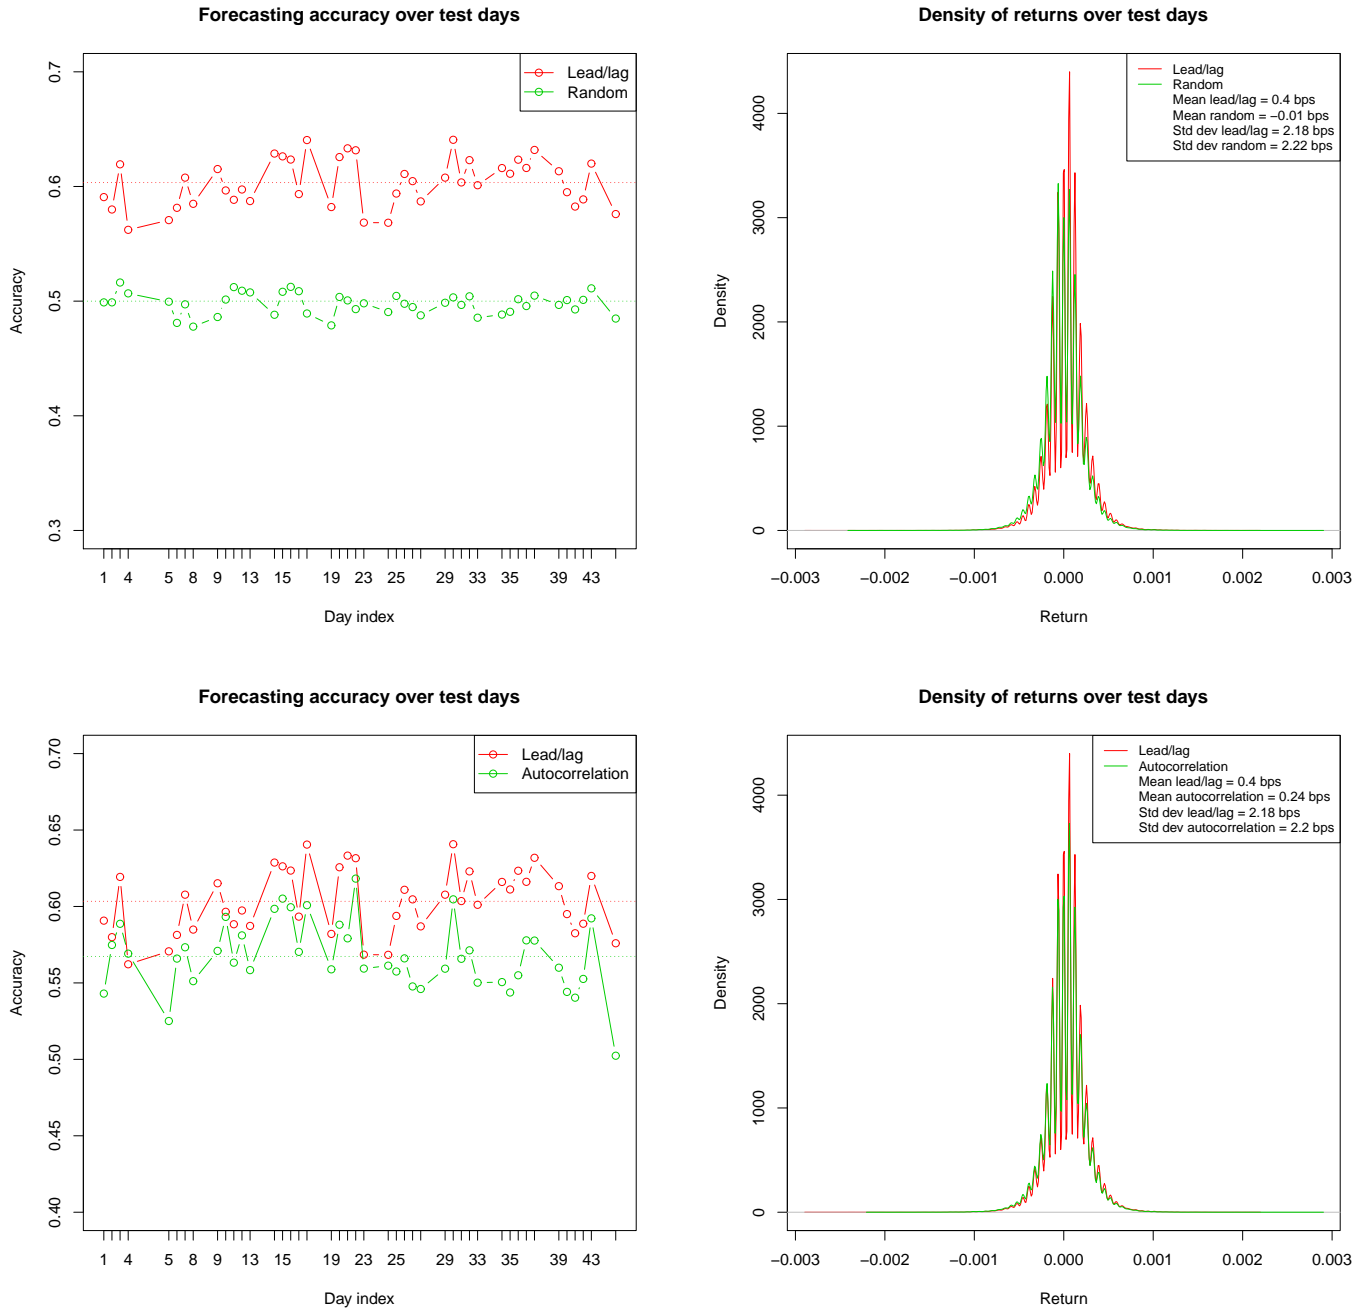 Forecasting accuracy over test days
Lead/lag
Random
Accuracy
0.7
0.6
0.5
0.4
0.3
1 4 5 8 9 13 15 19 23 25 29 33 35 39 43
Day index
Density of returns over test days
Lead/lag
Random
Mean lead/lag = 0.4 bps
Mean random = −0.01 bps
Std dev lead/lag = 2.18 bps
Std dev random = 2.22 bps
Density
4000
3000
2000
1000
0
−0.003 −0.002 −0.001 0.000 0.001 0.002 0.003
Return
Forecasting accuracy over test days
Lead/lag
Autocorrelation
Accuracy
0.70
0.65
0.60
0.55
0.50
0.45
0.40
1 4 5 8 9 13 15 19 23 25 29 33 35 39 43
Day index
Density of returns over test days
Lead/lag
Autocorrelation
Mean lead/lag = 0.4 bps
Mean autocorrelation = 0.24 bps
Std dev lead/lag = 2.18 bps
Std dev autocorrelation = 2.2 bps
Density
4000
3000
2000
1000
0
−0.003 −0.002 −0.001 0.000 0.001 0.002 0.003
Return